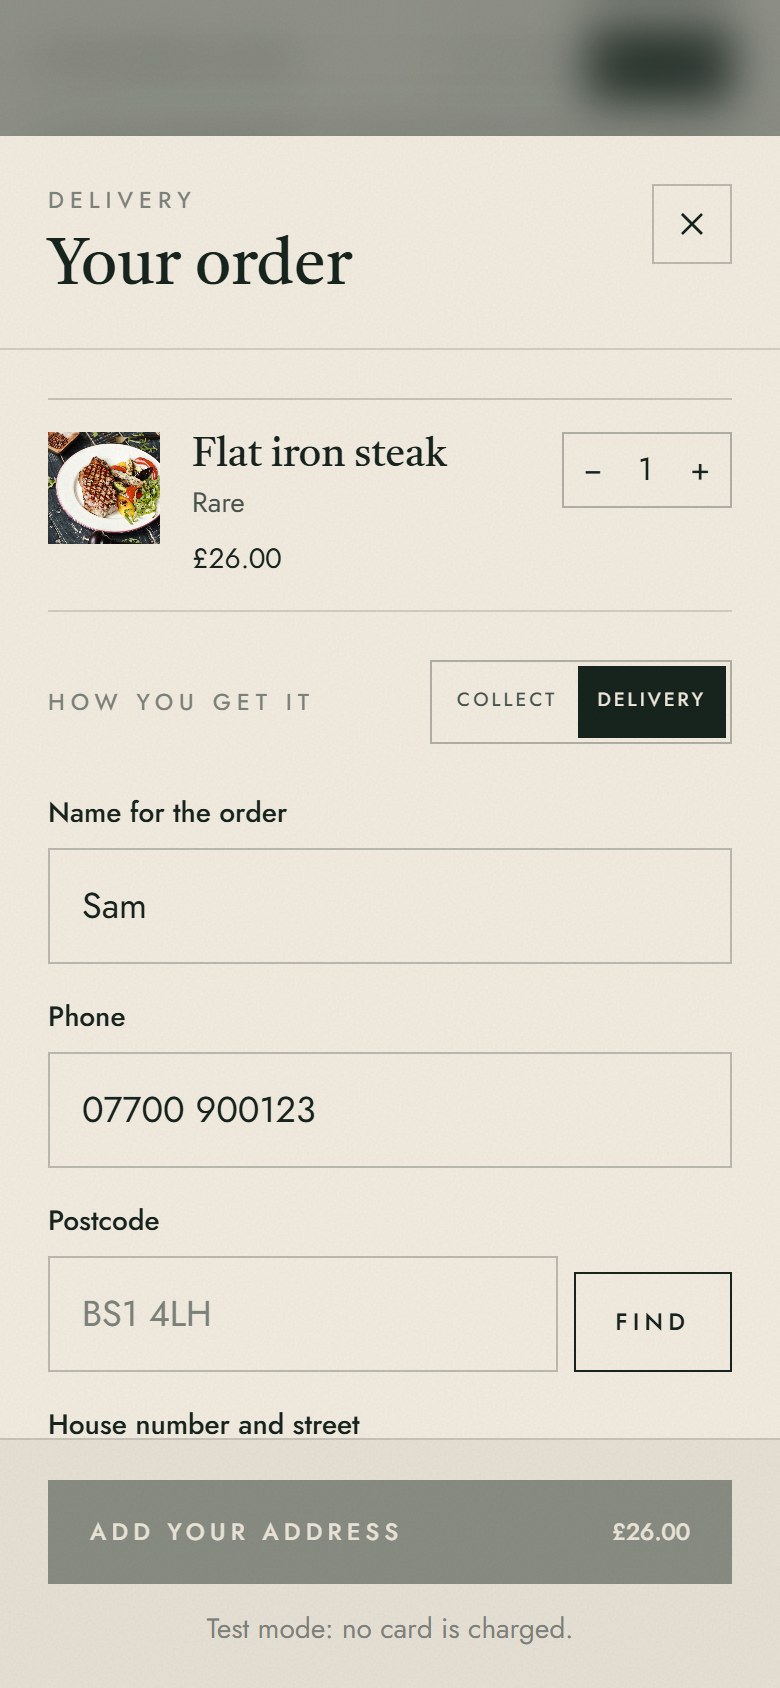 DELIVERY
Your order
Flat iron steak
Rare
£26.00
− 1 +
HOW YOU GET IT
COLLECT
DELIVERY
Name for the order
Sam
Phone
07700 900123
Postcode
BS1 4LH
FIND
House number and street
ADD YOUR ADDRESS £26.00
Test mode: no card is charged.